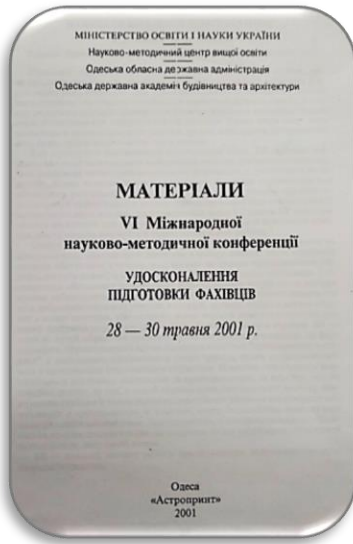 МІНІСТЕРСТВО ОСВІТИ І НАУКИ УКРАЇНИ
Науково-методичний центр вищої освіти
Одеська обласна державна адміністрація
Одеська державна академія будівництва та архітектури
МАТЕРІАЛИ
VI Міжнародної
науково-методичної конференції
УДОСКОНАЛЕННЯ
ПІДГОТОВКИ ФАХІВЦІВ
28 — 30 травня 2001 р.
Одеса
«Астропринт»
2001